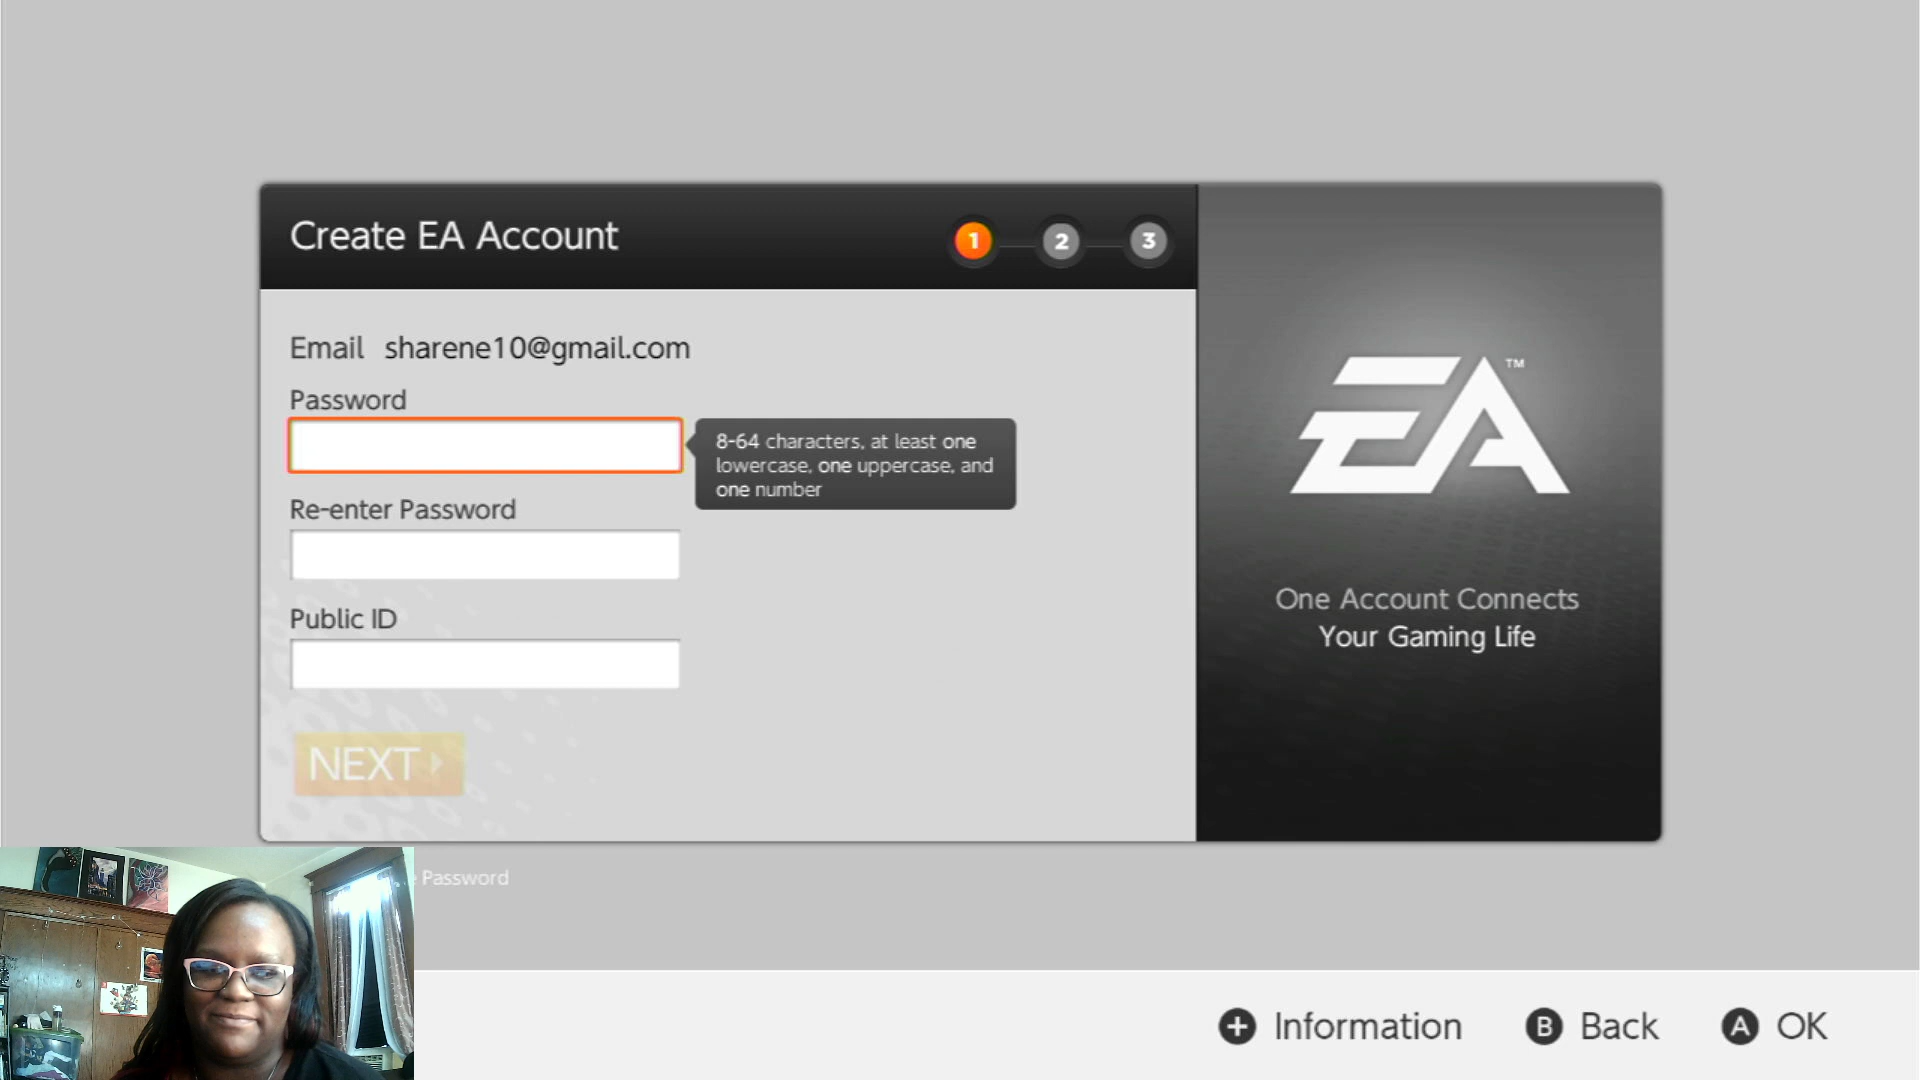 Create EA Account
1
2
3
Email sharene10@gmail.com
Password
8-64 characters, at least one
lowercase, one uppercase, and
one number
Re-enter Password
Public ID
NEXT
EA™
One Account Connects
Your Gaming Life
Password
+ Information
B Back
A OK